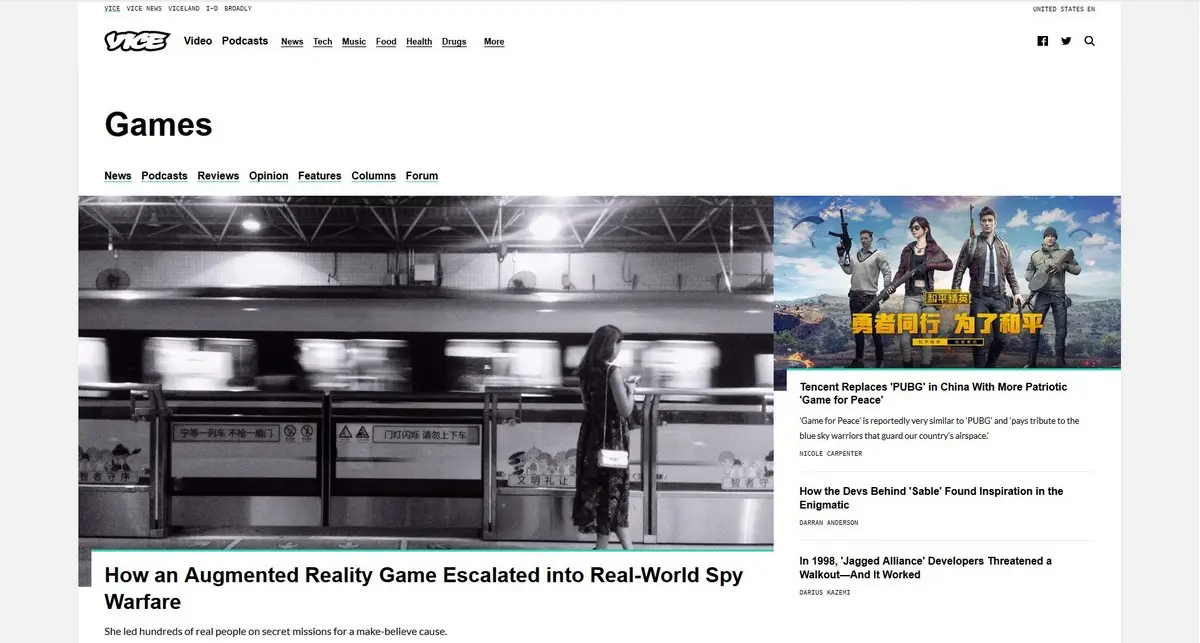 VICE VICE NEWS VICELAND I-D BROADLY
UNITED STATES EN
VICE Video Podcasts News Tech Music Food Health Drugs More
Games
News Podcasts Reviews Opinion Features Columns Forum
宁等一列车 不抢一扇门
门灯闪烁 请勿上下车
智者守序
文明礼让
智者守
和平精英
勇者同行 为了和平
How an Augmented Reality Game Escalated into Real-World Spy
Warfare
She led hundreds of real people on secret missions for a make-believe cause.
Tencent Replaces 'PUBG' in China With More Patriotic
'Game for Peace'
'Game for Peace' is reportedly very similar to 'PUBG' and 'pays tribute to the
blue sky warriors that guard our country's airspace.'
NICOLE CARPENTER
How the Devs Behind 'Sable' Found Inspiration in the
Enigmatic
DARRAN ANDERSON
In 1998, 'Jagged Alliance' Developers Threatened a
Walkout—And It Worked
DARIUS KAZEMI